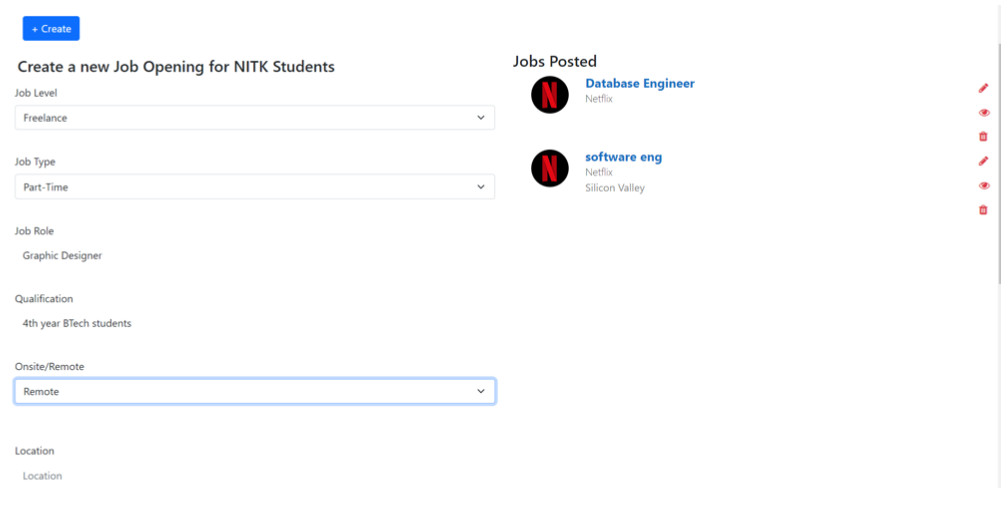 + Create
Create a new Job Opening for NITK Students
Job Level
Freelance
Job Type
Part-Time
Job Role
Graphic Designer
Qualification
4th year BTech students
Onsite/Remote
Remote
Location
Location
Jobs Posted
N
Database Engineer
Netflix
N
software eng
Netflix
Silicon Valley